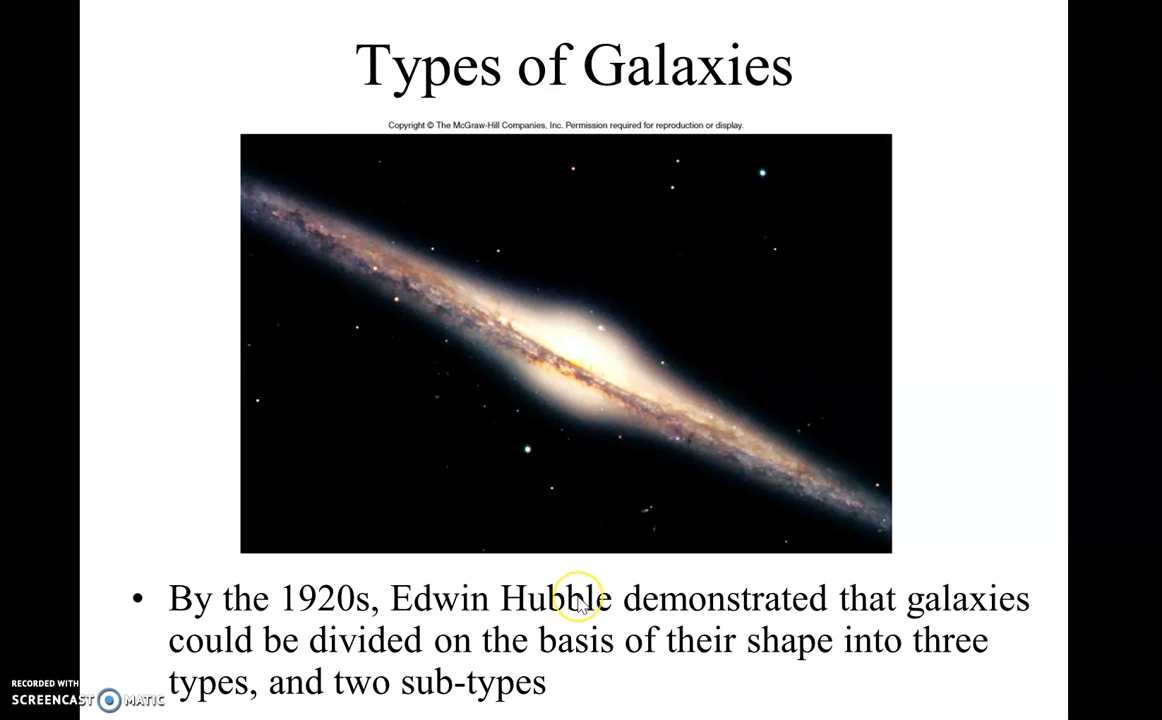 Types of Galaxies
Copyright © The McGraw-Hill Companies, Inc. Permission required for reproduction or display.
• By the 1920s, Edwin Hubble demonstrated that galaxies
could be divided on the basis of their shape into three
types, and two sub-types
RECORDED WITH
SCREENCAST MATIC